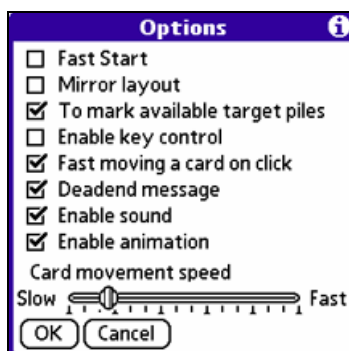 Options i
Fast Start
Mirror layout
To mark available target piles
Enable key control
Fast moving a card on click
Deadend message
Enable sound
Enable animation
Card movement speed
Slow Fast
OK Cancel